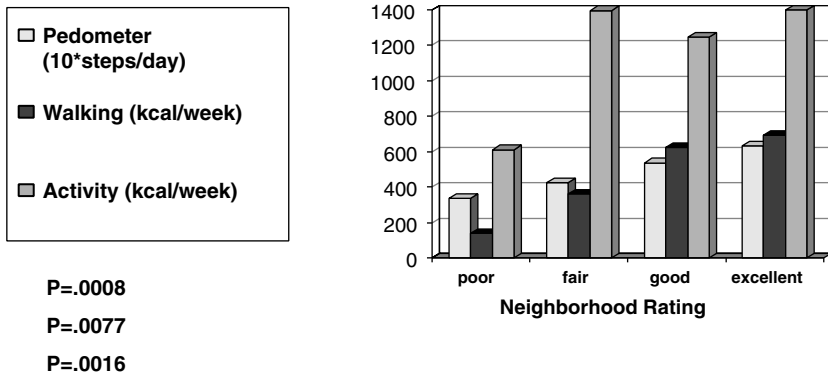 Pedometer
(10*steps/day)
Walking (kcal/week)
Activity (kcal/week)
P=.0008
P=.0077
P=.0016
1400
1200
1000
800
600
400
200
0
poor fair good excellent
Neighborhood Rating